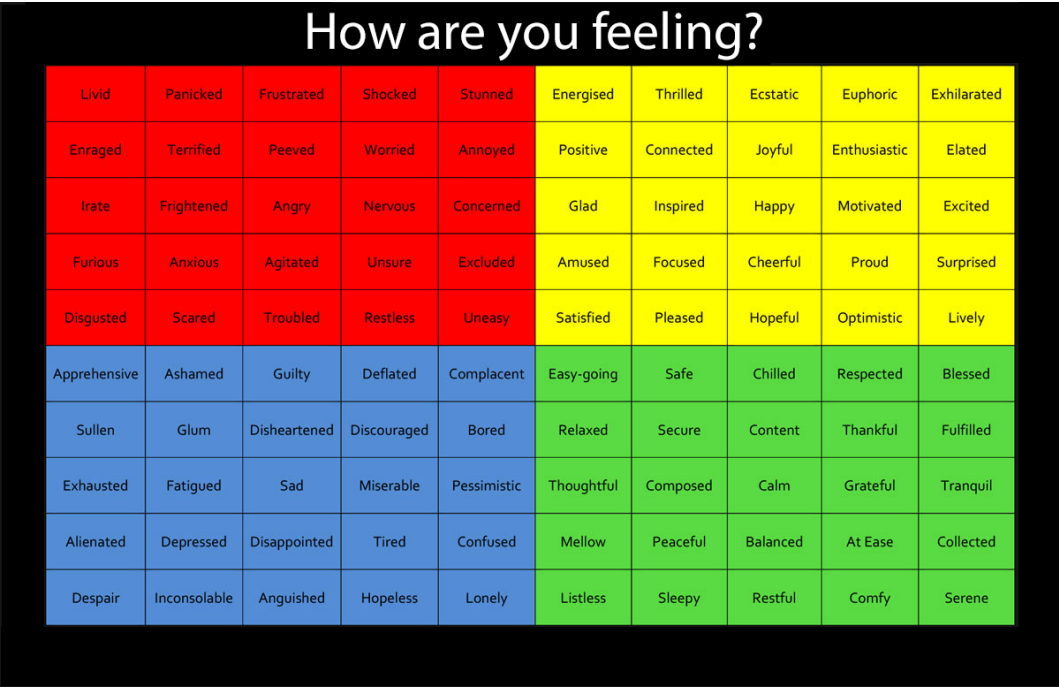 How are you feeling?
Livid Panicked Frustrated Shocked Stunned Energised Thrilled Ecstatic Euphoric Exhilarated
Enraged Terrified Peeved Worried Annoyed Positive Connected Joyful Enthusiastic Elated
Irate Frightened Angry Nervous Concerned Glad Inspired Happy Motivated Excited
Furious Anxious Agitated Unsure Excluded Amused Focused Cheerful Proud Surprised
Disgusted Scared Troubled Restless Uneasy Satisfied Pleased Hopeful Optimistic Lively
Apprehensive Ashamed Guilty Deflated Complacent Easy-going Safe Chilled Respected Blessed
Sullen Glum Disheartened Discouraged Bored Relaxed Secure Content Thankful Fulfilled
Exhausted Fatigued Sad Miserable Pessimistic Thoughtful Composed Calm Grateful Tranquil
Alienated Depressed Disappointed Tired Confused Mellow Peaceful Balanced At Ease Collected
Despair Inconsolable Anguished Hopeless Lonely Listless Sleepy Restful Comfy Serene